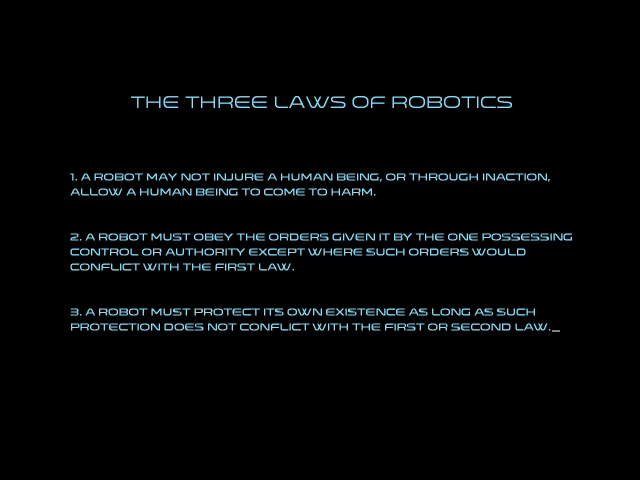 THE THREE LAWS OF ROBOTICS
1. A ROBOT MAY NOT INJURE A HUMAN BEING, OR THROUGH INACTION,
ALLOW A HUMAN BEING TO COME TO HARM.
2. A ROBOT MUST OBEY THE ORDERS GIVEN IT BY THE ONE POSSESSING
CONTROL OR AUTHORITY EXCEPT WHERE SUCH ORDERS WOULD
CONFLICT WITH THE FIRST LAW.
3. A ROBOT MUST PROTECT ITS OWN EXISTENCE AS LONG AS SUCH
PROTECTION DOES NOT CONFLICT WITH THE FIRST OR SECOND LAW._